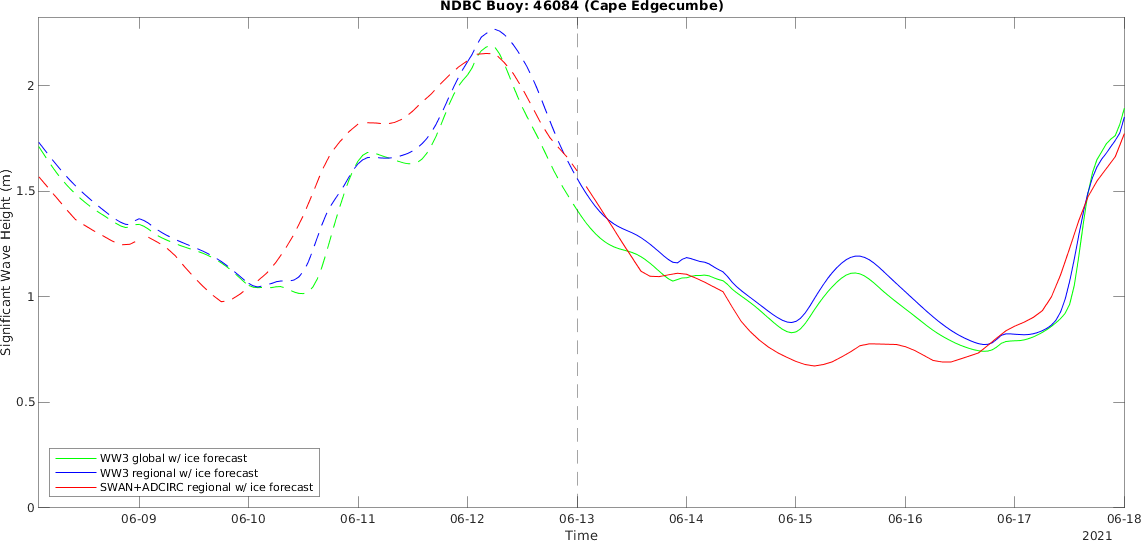 NDBC Buoy: 46084 (Cape Edgecumbe)
Significant Wave Height (m)
2
1.5
1
0.5
0
WW3 global w/ ice forecast
WW3 regional w/ ice forecast
SWAN+ADCIRC regional w/ ice forecast
06-09 06-10 06-11 06-12 06-13 06-14 06-15 06-16 06-17 06-18
Time
2021